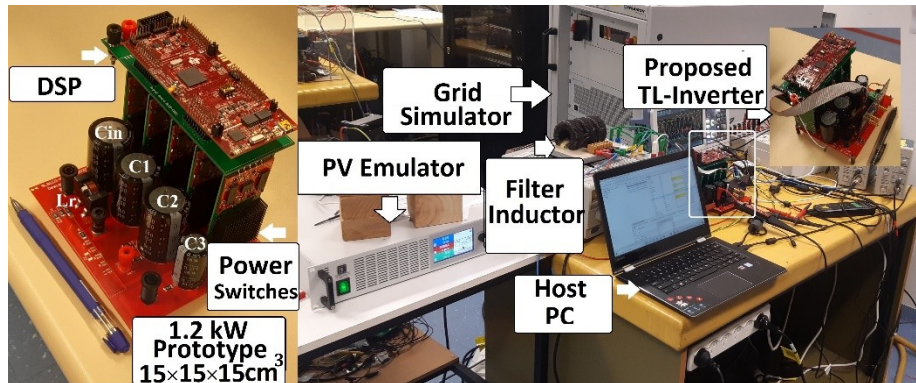 DSP
Cin
C1
C2
C3
Lr
Power
Switches
1.2 kW
Prototype
15×15×15cm³
Grid
Simulator
PV Emulator
Filter
Inductor
Proposed
TL-Inverter
Host
PC